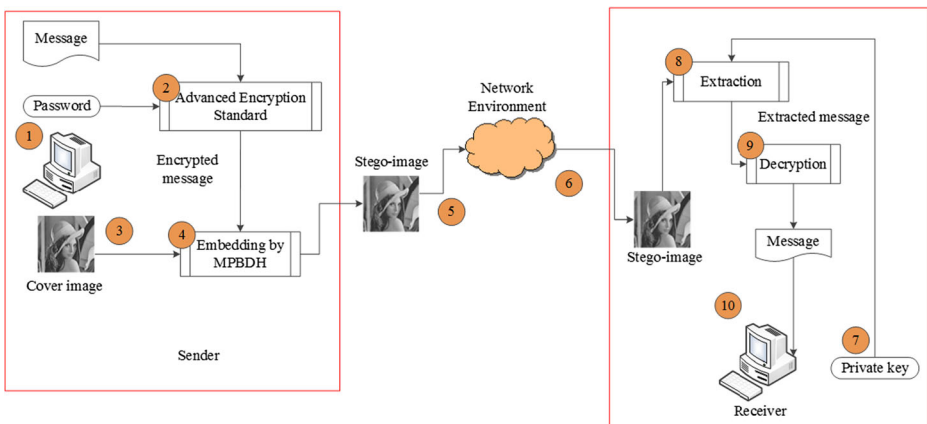 Message
2
Password
Advanced Encryption
Standard
1
Encrypted
message
3
Cover image
4
Embedding by
MPBDH
Sender
Stego-image
5
Network
Environment
6
8
Extraction
Extracted message
9
Decryption
Stego-image
Message
10
Receiver
7
Private key